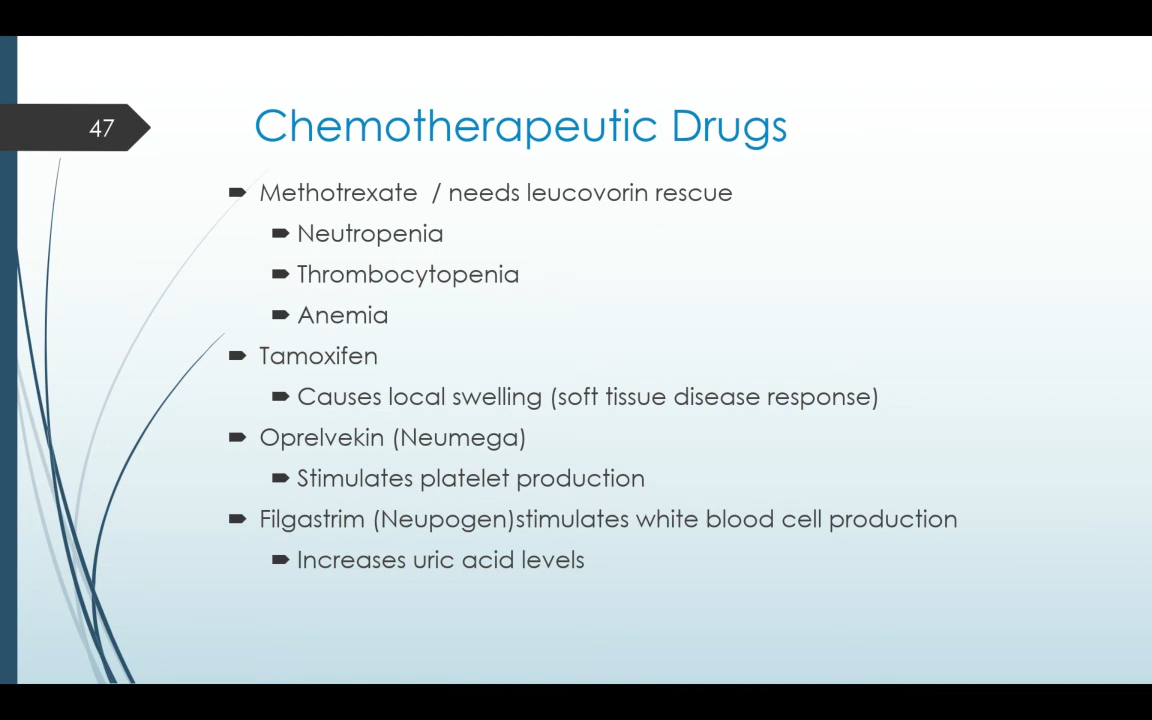 47
Chemotherapeutic Drugs
Methotrexate / needs leucovorin rescue
Neutropenia
Thrombocytopenia
Anemia
Tamoxifen
Causes local swelling (soft tissue disease response)
Oprelvekin (Neumega)
Stimulates platelet production
Filgastrim (Neupogen)stimulates white blood cell production
Increases uric acid levels